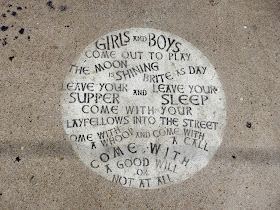 GIRLS AND BOYS
COME OUT TO PLAY
THE MOON IS SHINING BRITE AS DAY
LEAVE YOUR SUPPER AND LEAVE YOUR SLEEP
COME WITH YOUR
LAYFELLOWS INTO THE STREET
COME WITH A WHOOP AND COME WITH A CALL
COME WITH
A GOOD WILL
OR
NOT AT ALL